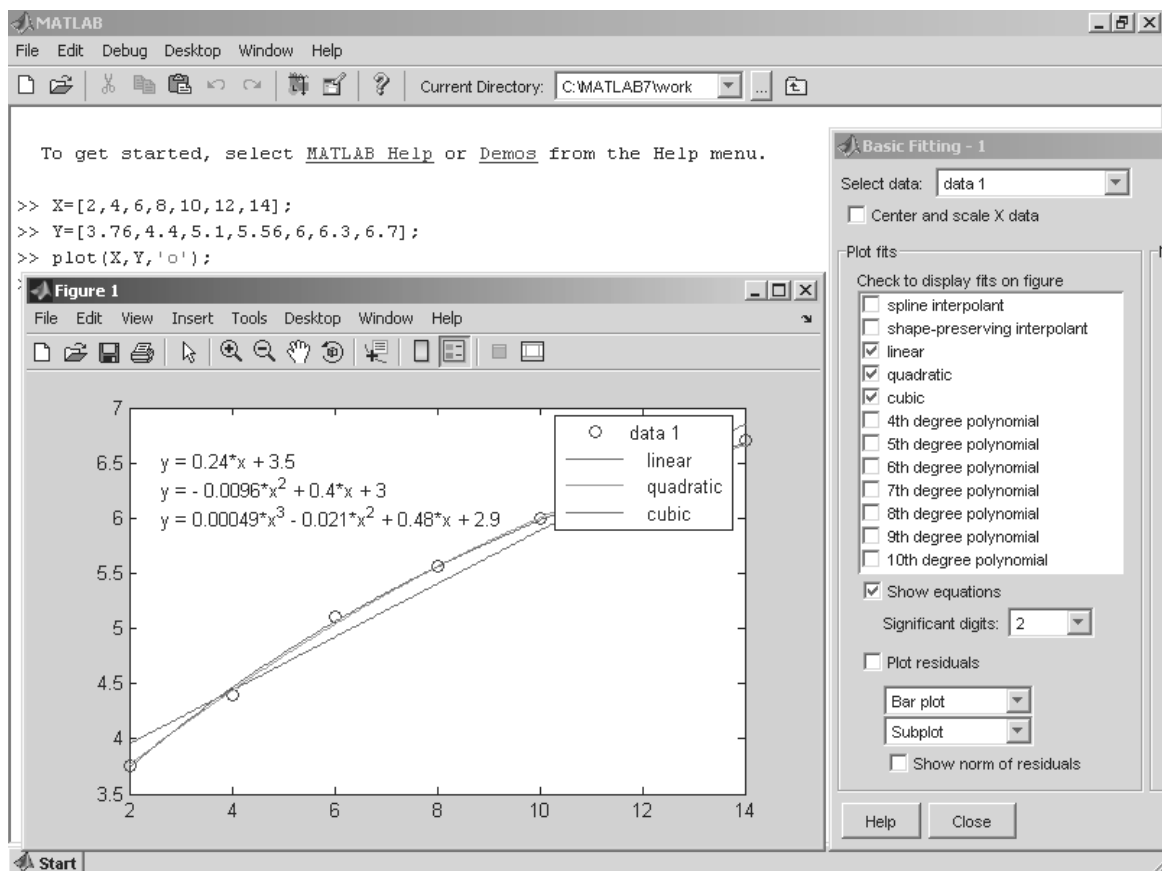 MATLAB
File Edit Debug Desktop Window Help
Current Directory: C:\MATLAB7\work ...
To get started, select MATLAB Help or Demos from the Help menu.
>> X=[2,4,6,8,10,12,14];
>> Y=[3.76,4.4,5.1,5.56,6,6.3,6.7];
>> plot(X,Y,'o');
Figure 1
File Edit View Insert Tools Desktop Window Help
7
6.5
6
5.5
5
4.5
4
3.5
2 4 6 8 10 12 14
y = 0.24*x + 3.5
y = - 0.0096*x² + 0.4*x + 3
y = 0.00049*x³ - 0.021*x² + 0.48*x + 2.9
data 1
linear
quadratic
cubic
Basic Fitting - 1
Select data: data 1
Center and scale X data
Plot fits
Check to display fits on figure
spline interpolant
shape-preserving interpolant
linear
quadratic
cubic
4th degree polynomial
5th degree polynomial
6th degree polynomial
7th degree polynomial
8th degree polynomial
9th degree polynomial
10th degree polynomial
Show equations
Significant digits: 2
Plot residuals
Bar plot
Subplot
Show norm of residuals
Help Close
Start